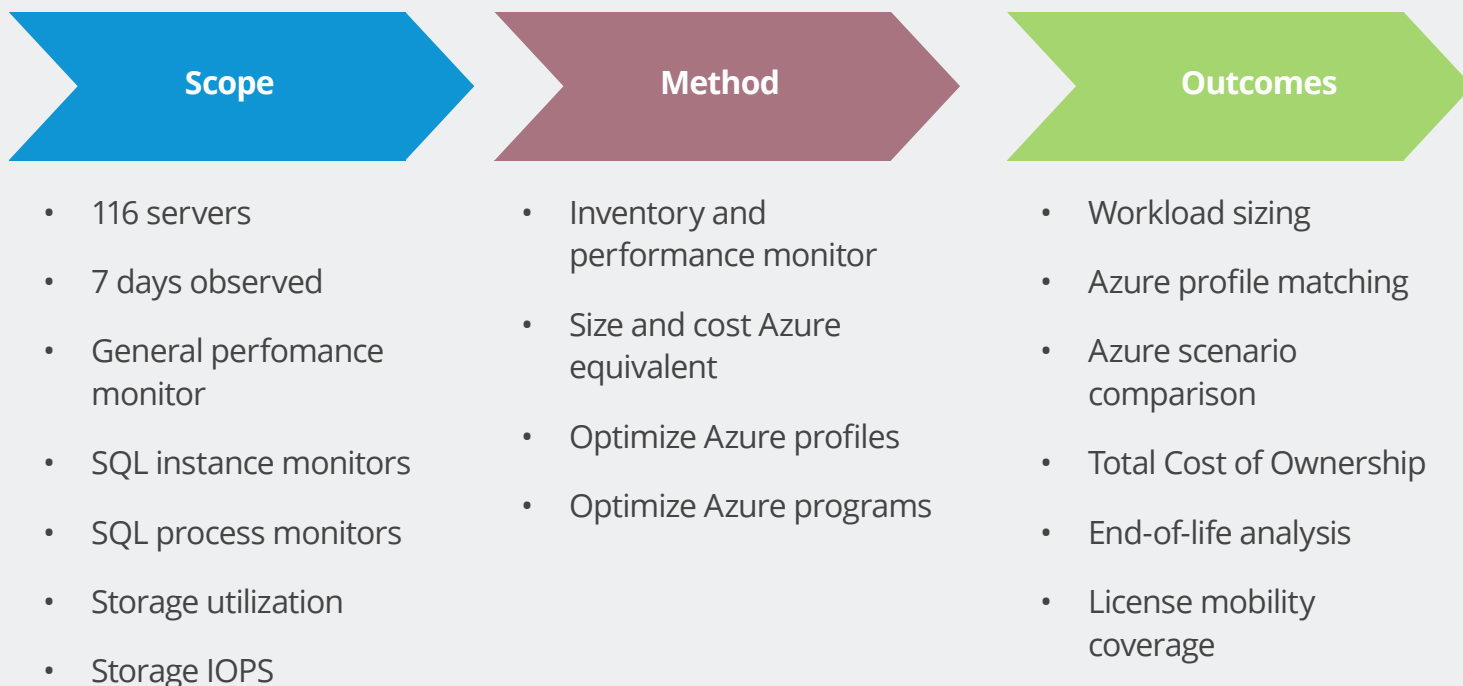 Scope
• 116 servers
• 7 days observed
• General perfomance
monitor
• SQL instance monitors
• SQL process monitors
• Storage utilization
• Storage IOPS
Method
• Inventory and
performance monitor
• Size and cost Azure
equivalent
• Optimize Azure profiles
• Optimize Azure programs
Outcomes
• Workload sizing
• Azure profile matching
• Azure scenario
comparison
• Total Cost of Ownership
• End-of-life analysis
• License mobility
coverage